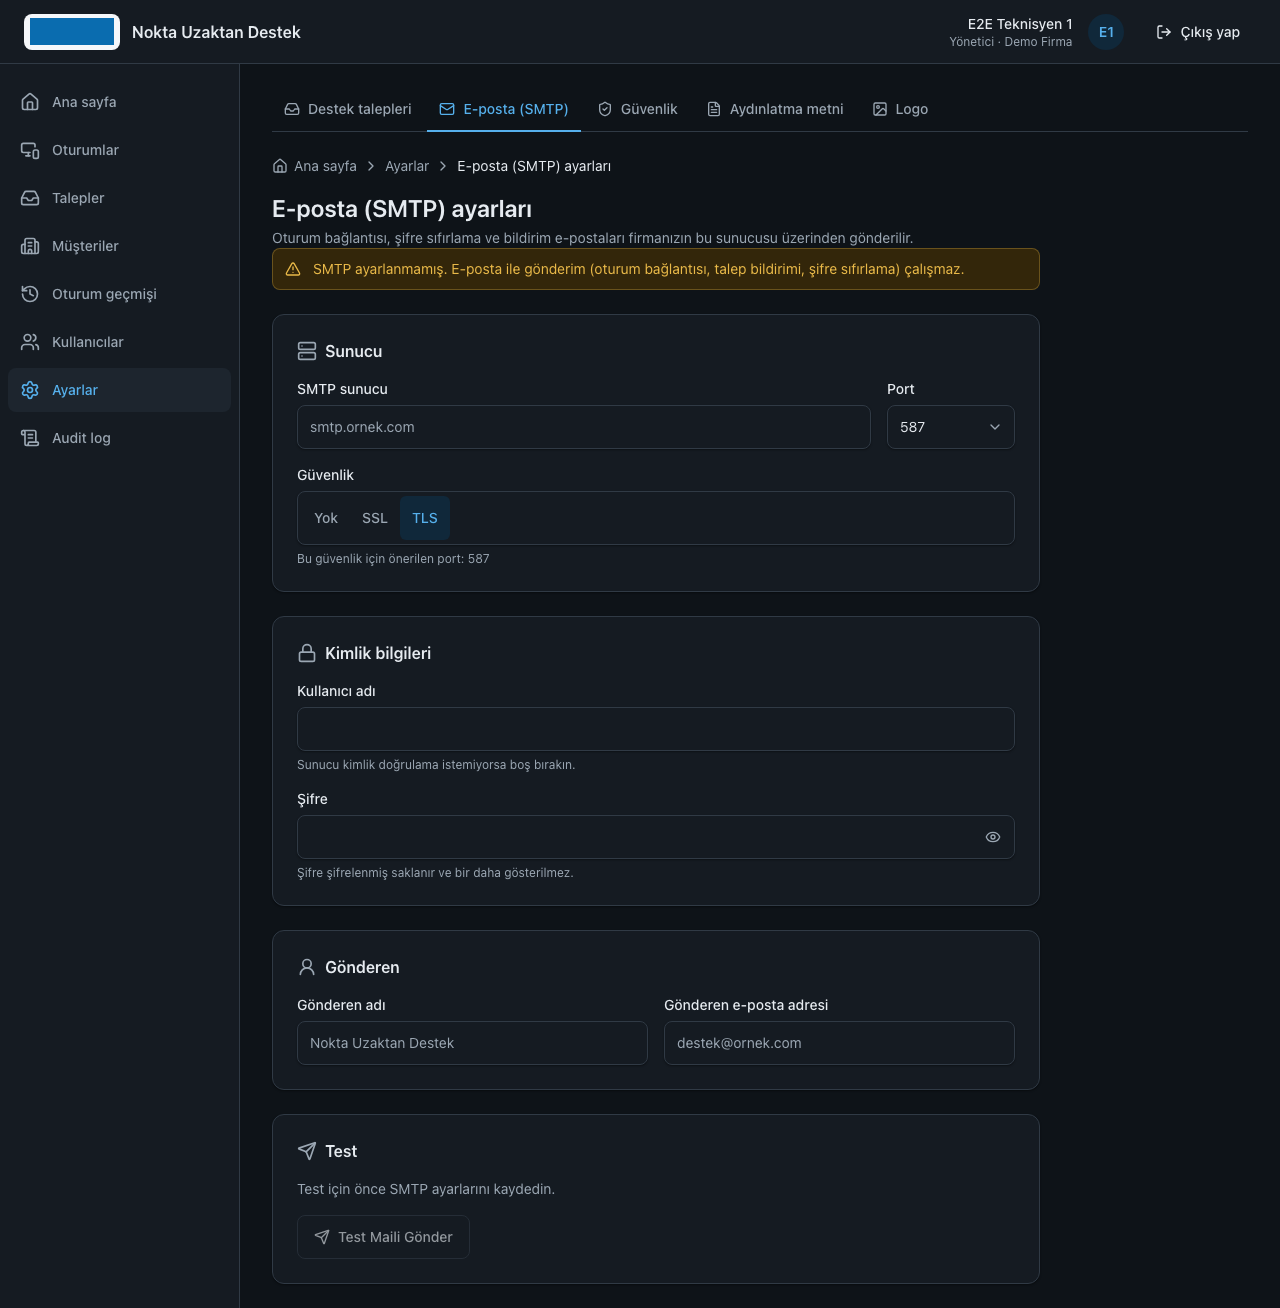 Nokta Uzaktan Destek
E2E Teknisyen 1
Yönetici · Demo Firma
E1
Çıkış yap
Ana sayfa
Oturumlar
Talepler
Müşteriler
Oturum geçmişi
Kullanıcılar
Ayarlar
Audit log
Destek talepleri
E-posta (SMTP)
Güvenlik
Aydınlatma metni
Logo
Ana sayfa > Ayarlar > E-posta (SMTP) ayarları
E-posta (SMTP) ayarları
Oturum bağlantısı, şifre sıfırlama ve bildirim e-postaları firmanızın bu sunucusu üzerinden gönderilir.
SMTP ayarlanmamış. E-posta ile gönderim (oturum bağlantısı, talep bildirimi, şifre sıfırlama) çalışmaz.
Sunucu
SMTP sunucu
Port
smtp.ornek.com
587
Güvenlik
Yok SSL TLS
Bu güvenlik için önerilen port: 587
Kimlik bilgileri
Kullanıcı adı
Sunucu kimlik doğrulama istemiyorsa boş bırakın.
Şifre
Şifre şifrelenmiş saklanır ve bir daha gösterilmez.
Gönderen
Gönderen adı
Gönderen e-posta adresi
Nokta Uzaktan Destek
destek@ornek.com
Test
Test için önce SMTP ayarlarını kaydedin.
Test Maili Gönder